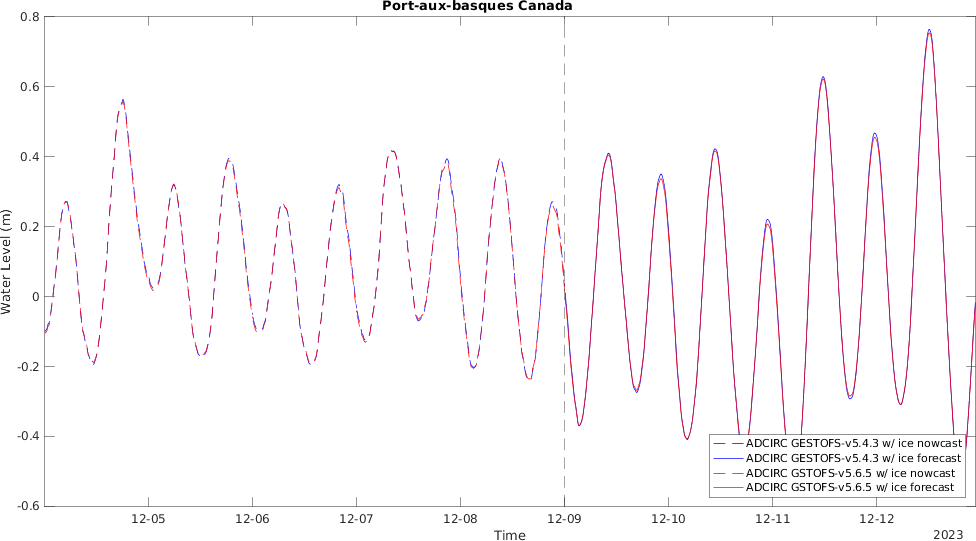 Port-aux-basques Canada
0.8
0.6
0.4
0.2
0
-0.2
-0.4
-0.6
Water Level (m)
ADCIRC GESTOFS-v5.4.3 w/ ice nowcast
ADCIRC GESTOFS-v5.4.3 w/ ice forecast
ADCIRC GSTOFS-v5.6.5 w/ ice nowcast
ADCIRC GSTOFS-v5.6.5 w/ ice forecast
12-05 12-06 12-07 12-08 12-09 12-10 12-11 12-12
Time
2023